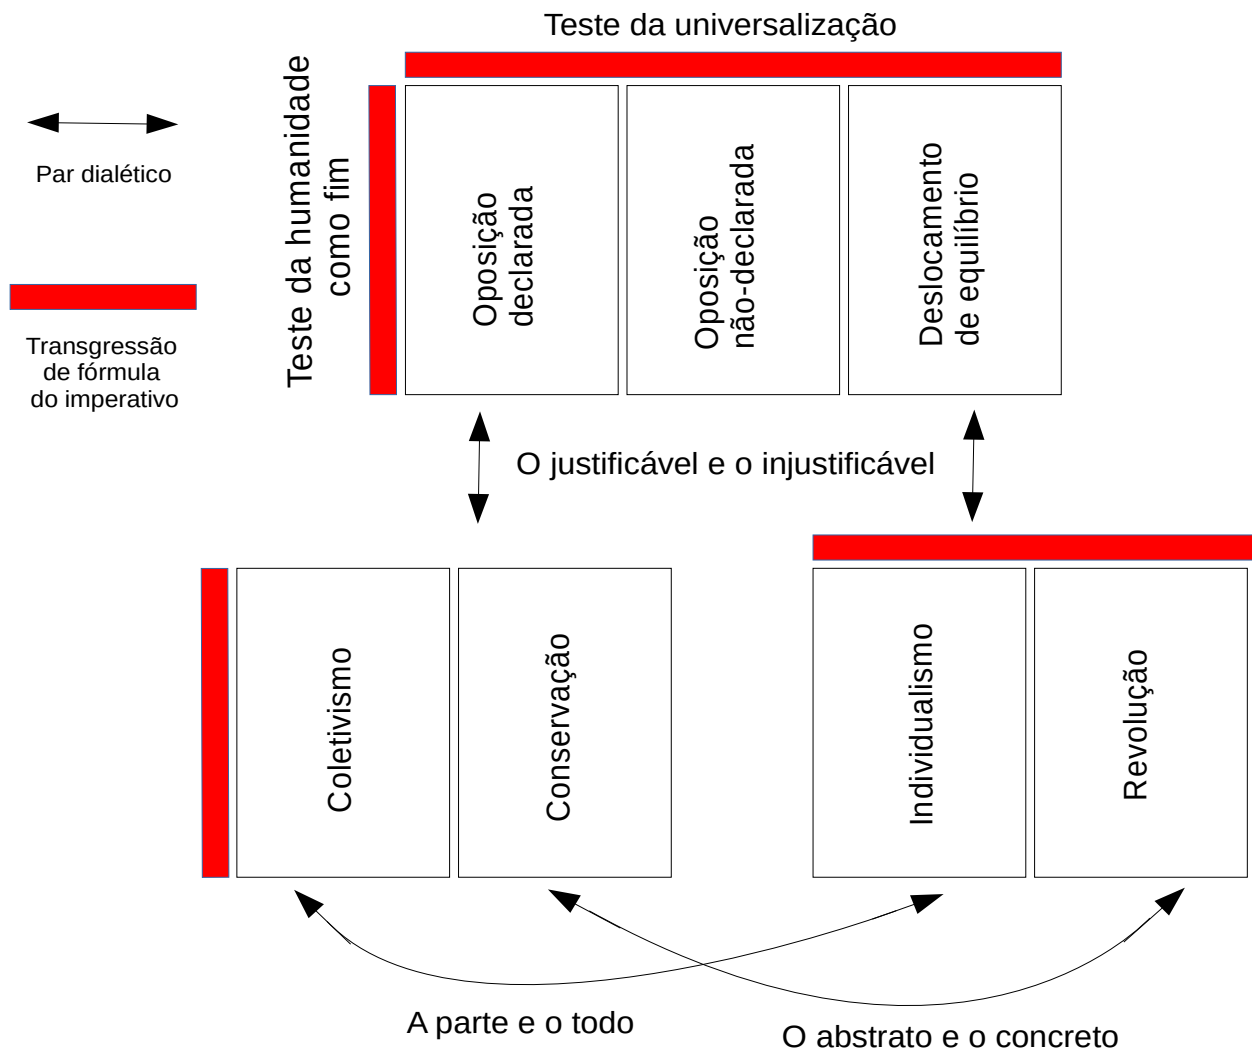 Teste da universalização
Teste da humanidade
como fim
Par dialético
Transgressão
de fórmula
do imperativo
Oposição
declarada
Oposição
não-declarada
Deslocamento
de equilíbrio
O justificável e o injustificável
Coletivismo
Conservação
Individualismo
Revolução
A parte e o todo
O abstrato e o concreto